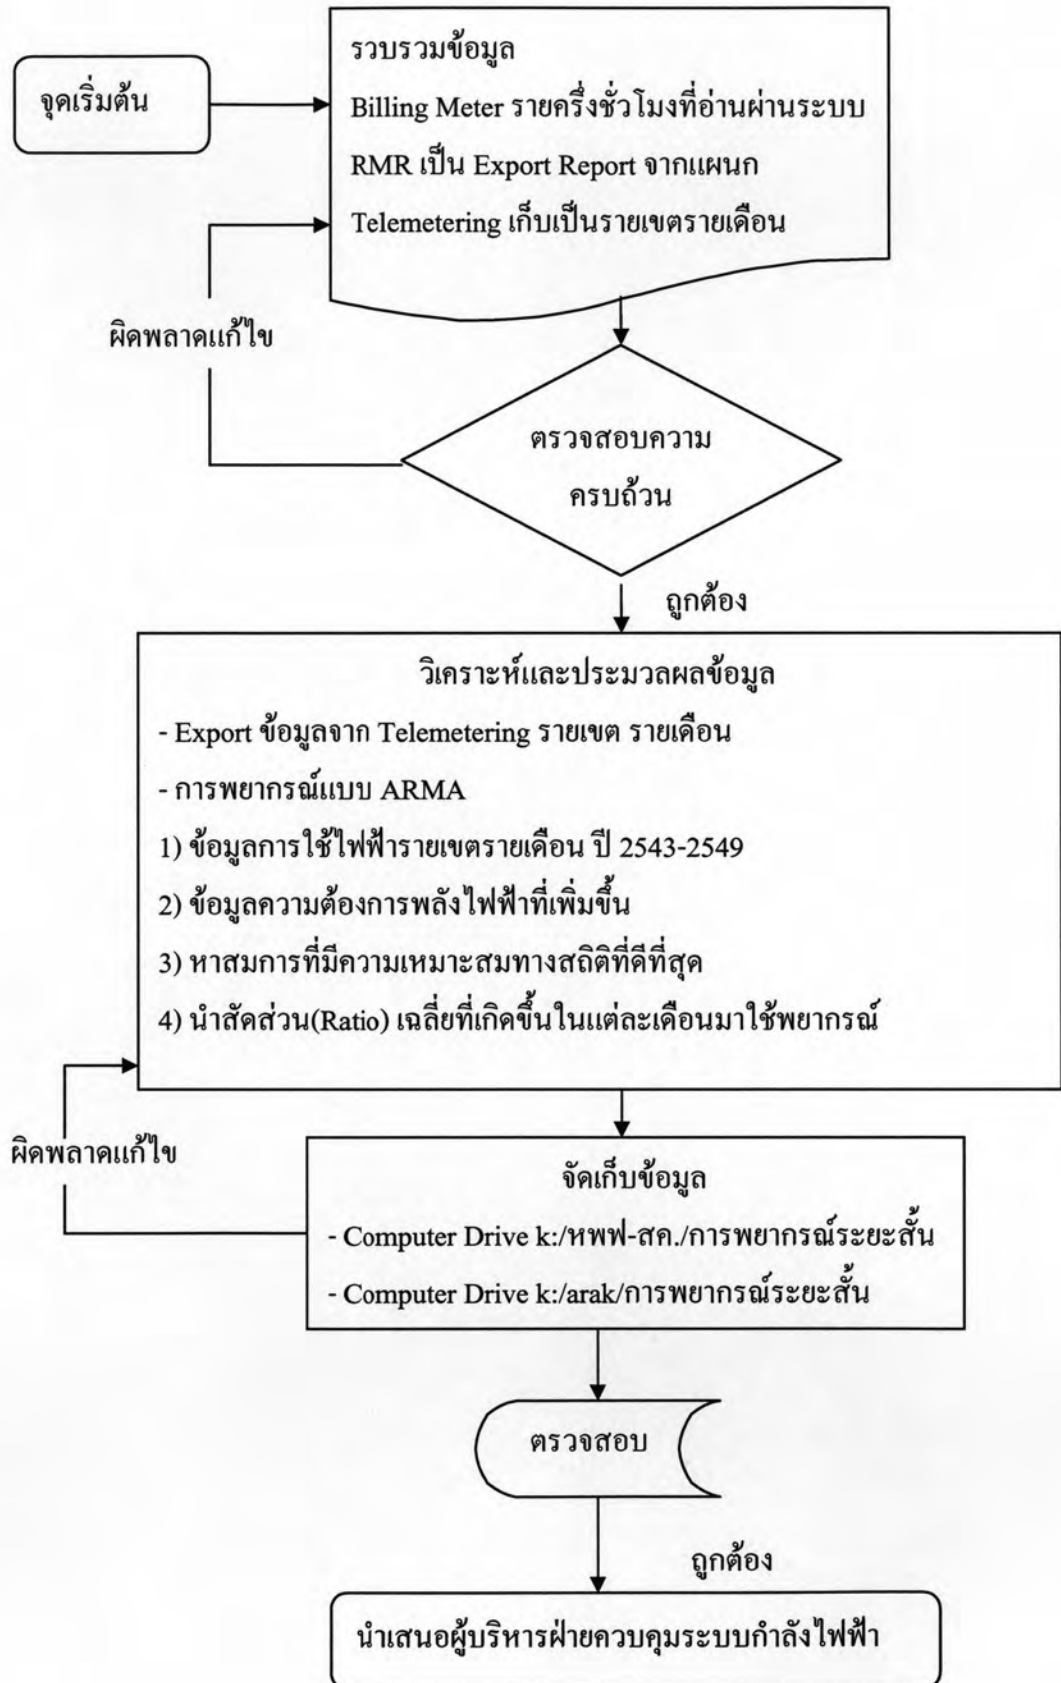 จุดเริ่มต้น
รวบรวมข้อมูล
Billing Meter รายครึ่งชั่วโมงที่อ่านผ่านระบบ
RMR เป็น Export Report จากแผนก
Telemetering เก็บเป็นรายเขตรายเดือน
ผิดพลาดแก้ไข
ตรวจสอบความ
ครบถ้วน
ถูกต้อง
วิเคราะห์และประมวลผลข้อมูล
- Export ข้อมูลจาก Telemetering รายเขต รายเดือน
- การพยากรณ์แบบ ARMA
1) ข้อมูลการใช้ไฟฟ้ารายเขตรายเดือน ปี 2543-2549
2) ข้อมูลความต้องการพลังไฟฟ้าที่เพิ่มขึ้น
3) หาสมการที่มีความเหมาะสมทางสถิติที่ดีที่สุด
4) นำสัดส่วน(Ratio) เฉลี่ยที่เกิดขึ้นในแต่ละเดือนมาใช้พยากรณ์
ผิดพลาดแก้ไข
จัดเก็บข้อมูล
- Computer Drive k:/หพฟ-สค./การพยากรณ์ระยะสั้น
- Computer Drive k:/arak/การพยากรณ์ระยะสั้น
ตรวจสอบ
ถูกต้อง
นำเสนอผู้บริหารฝ่ายควบคุมระบบกำลังไฟฟ้า